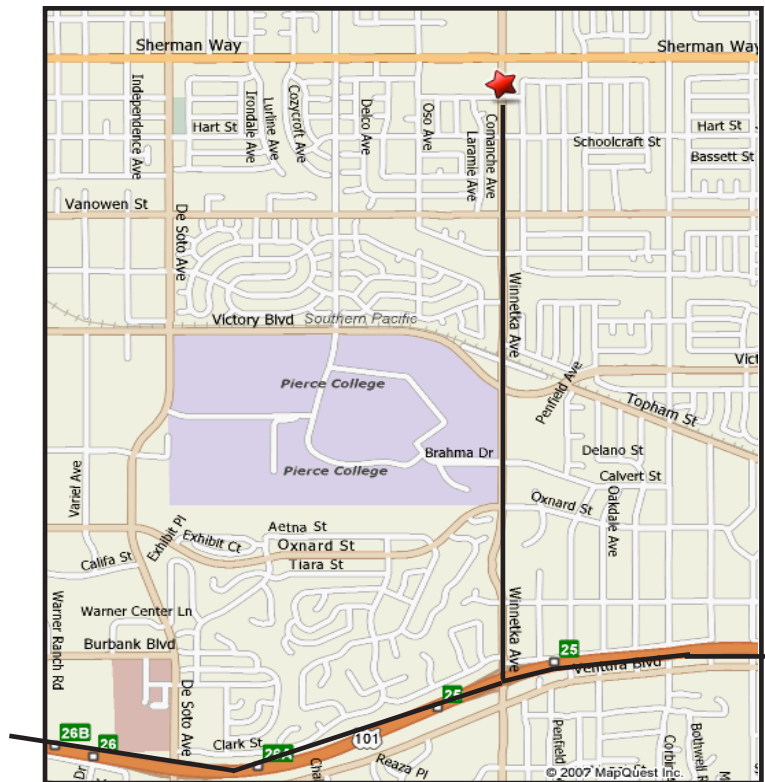 Sherman Way
Sherman Way
Independence Ave
Irondale Ave
Lurline Ave
Cozycroft Ave
Delco Ave
Oso Ave
Laramie Ave
Comanche Ave
Hart St
Hart St
Schoolcraft St
Bassett St
Vanowen St
De Soto Ave
Winnetka Ave
Victory Blvd
Southern Pacific
Vict
Penfield Ave
Topham St
Pierce College
Brahma Dr
Delano St
Pierce College
Calvert St
Variel Ave
Oxnard St
Oakdale Ave
Exhibit Pl
Aetna St
Exhibit Ct
Oxnard St
Califa St
Tiara St
Warner Ranch Rd
Warner Center Ln
Winnetka Ave
Burbank Blvd
25
Ventura Blvd
De Soto Ave
25
26B
26
Clark St
26A
101
Reaza Pl
Penfield
Corbi
Bothwell R
Dr
Cha
© 2007 MapQuest Inc.